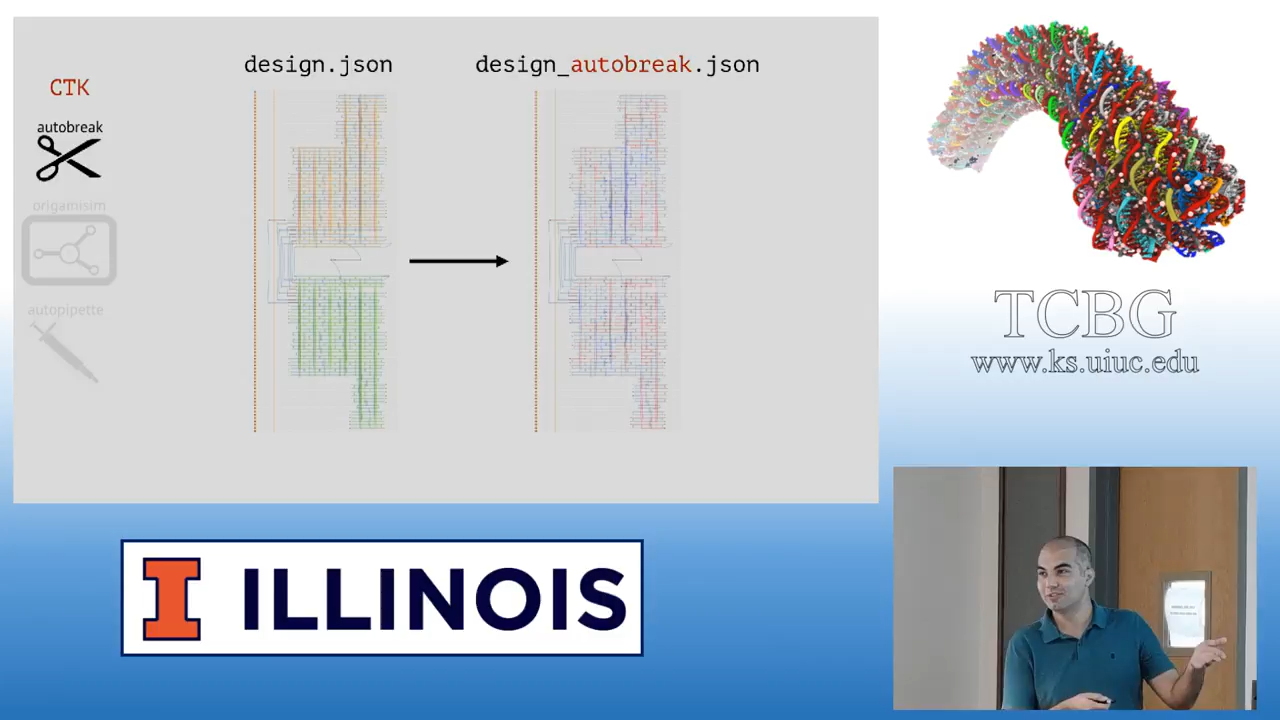 design.json
design_autobreak.json
CTK
autobreak
origamisim
autopipette
TCBG
www.ks.uiuc.edu
I ILLINOIS